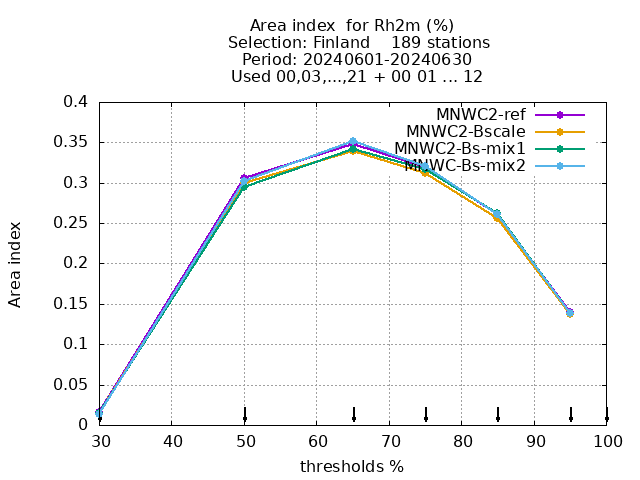 Area index  for Rh2m (%)
Selection: Finland    189 stations
Period: 20240601-20240630
Used 00,03,...,21 + 00 01 ... 12
MNWC2-ref
MNWC2-Bscale
MNWC2-Bs-mix1
MNWC-Bs-mix2
Area index
0.4
0.35
0.3
0.25
0.2
0.15
0.1
0.05
0
30 40 50 60 70 80 90 100
thresholds %